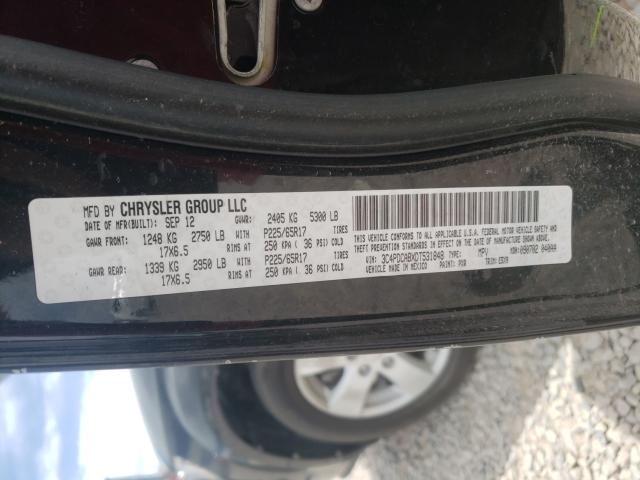 MFD BY CHRYSLER GROUP LLC
DATE OF MFR(BUILT): SEP 12 GVWR: 2405 KG 5300 LB
GAWR FRONT: 1248 KG 2750 LB WITH P225/65R17 TIRES
17X6.5 RIMS AT 250 KPA ( 36 PSI) COLD
GAWR REAR: 1339 KG 2950 LB WITH P225/65R17 TIRES
17X6.5 RIMS AT 250 KPA ( 36 PSI) COLD
THIS VEHICLE CONFORMS TO ALL APPLICABLE U.S.A. FEDERAL MOTOR VEHICLE SAFETY AND
THEFT PREVENTION STANDARDS IN EFFECT ON THE DATE OF MANUFACTURE SHOWN ABOVE.
VIN: 3C4PDCABXDT531848 TYPE: MPV MDH:090702 048AA
MADE IN MEXICO PAINT: PXR TRIM: